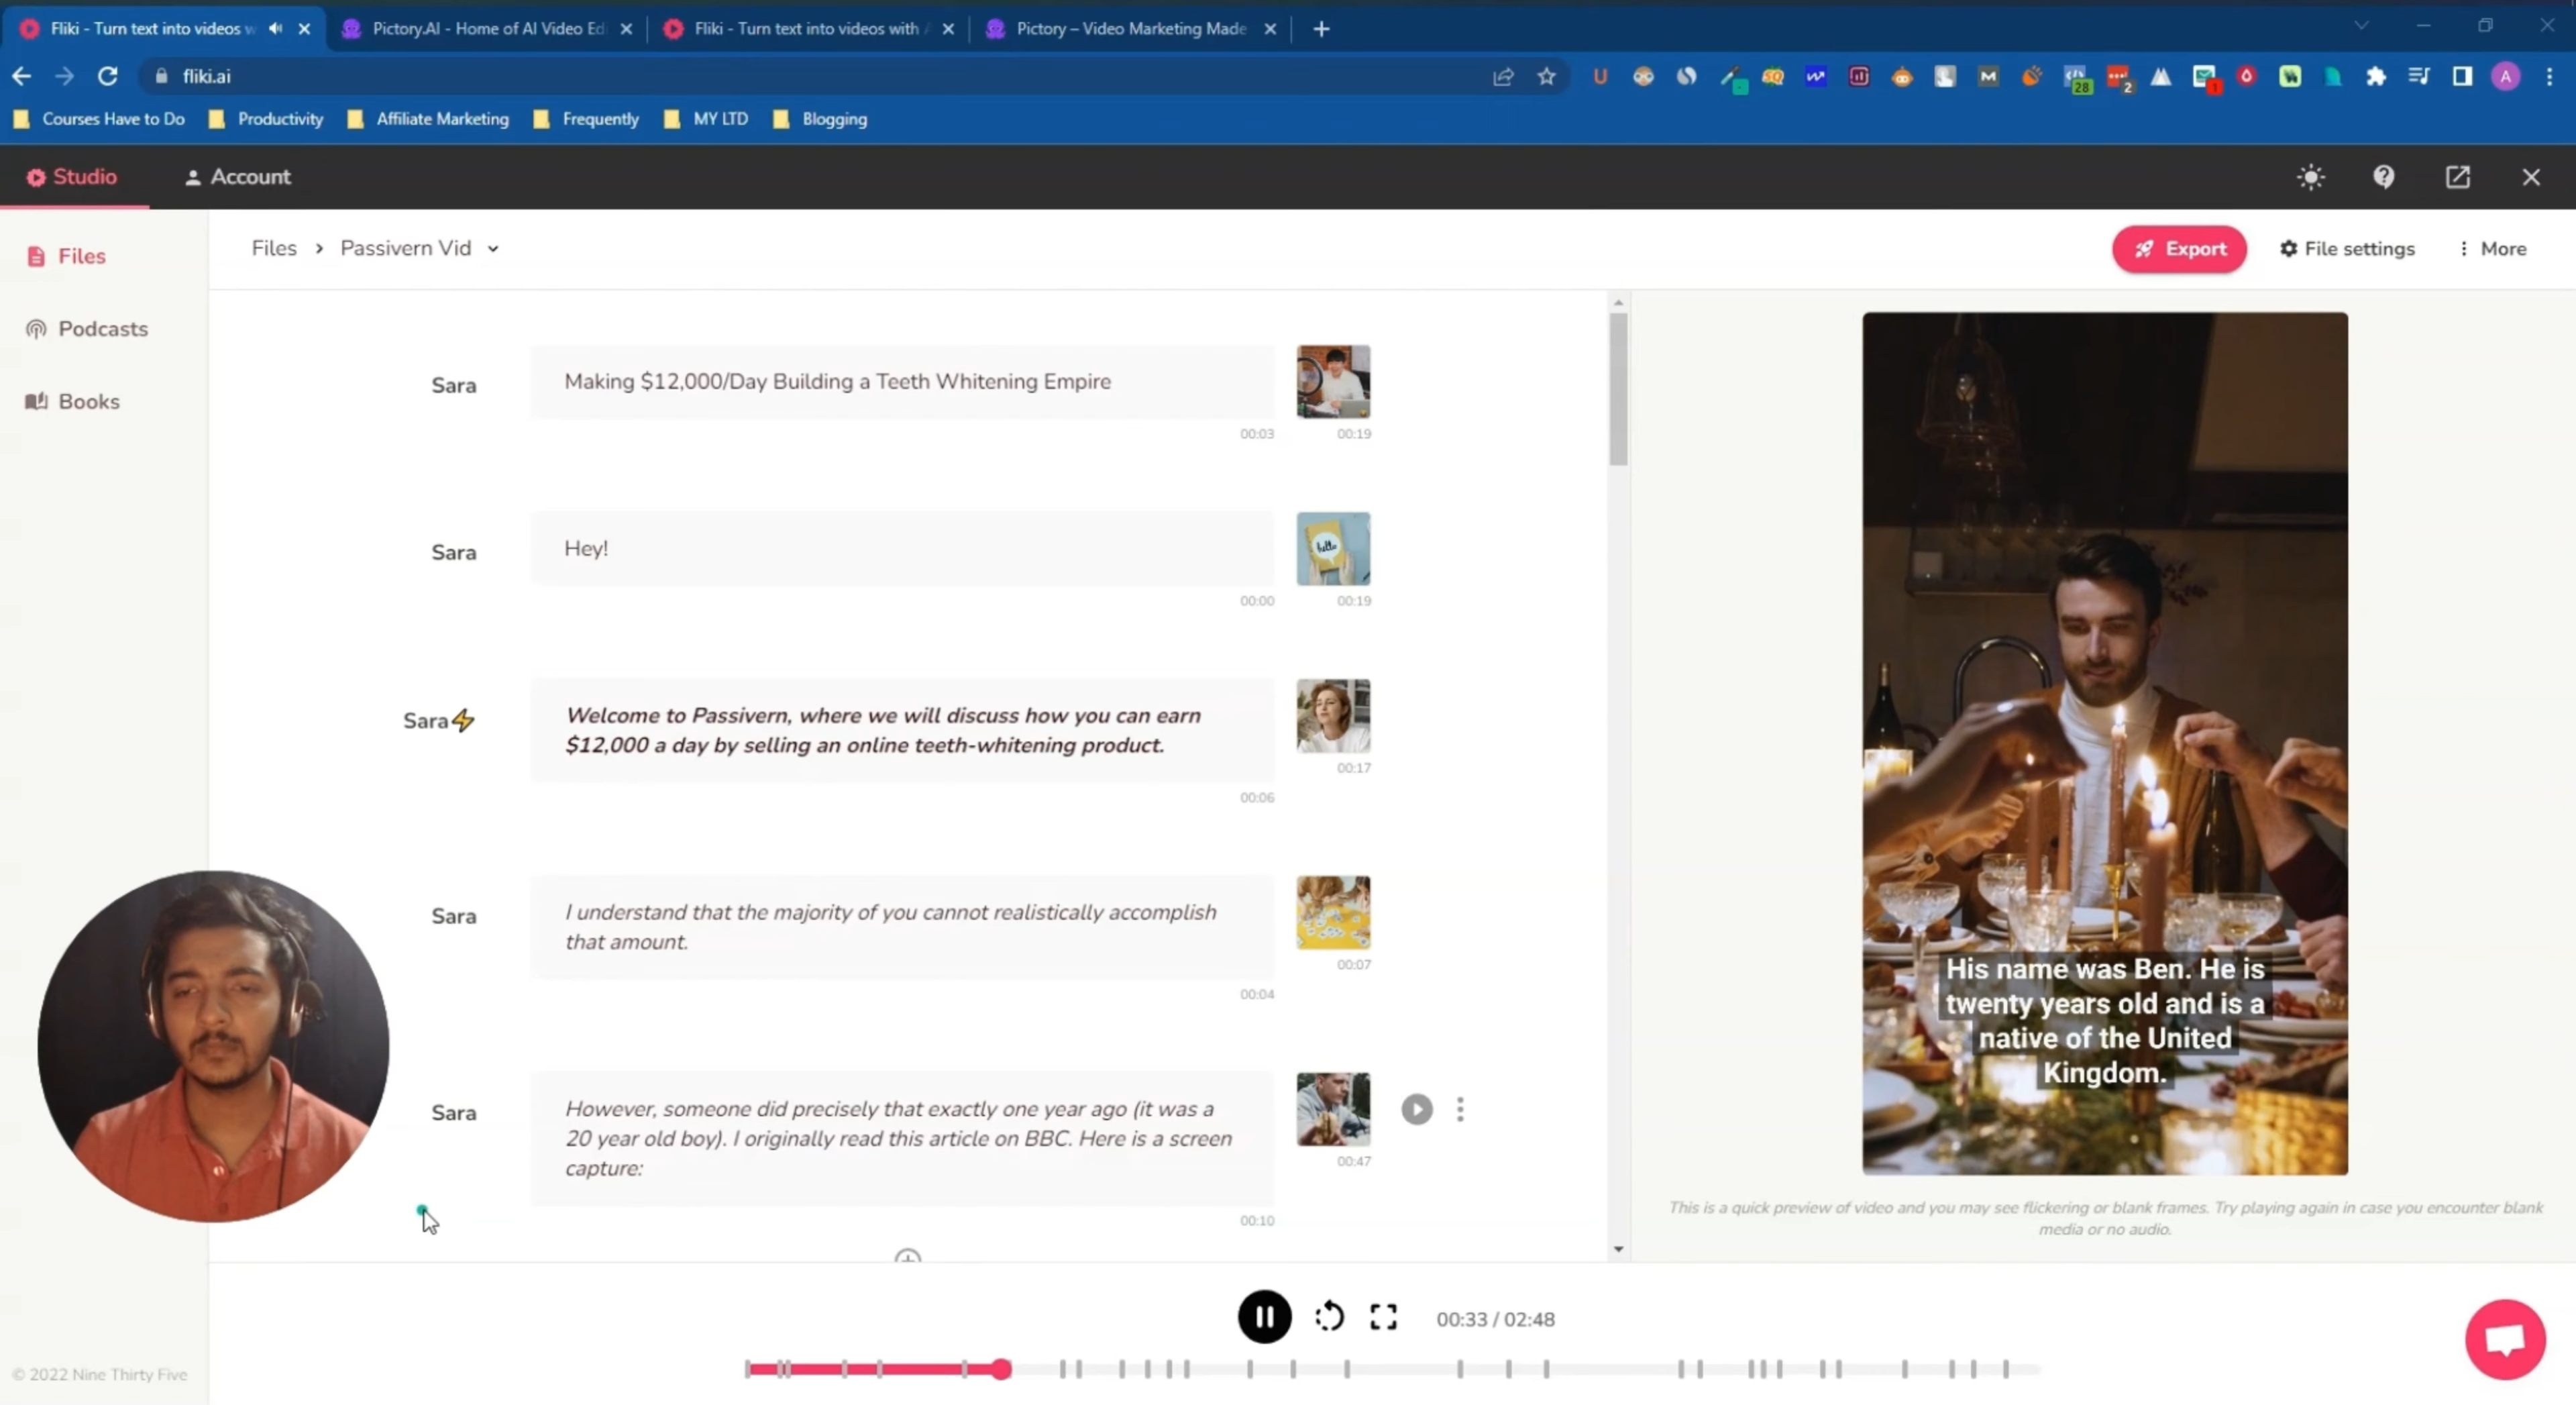 Fliki - Turn text into videos w
Pictory.AI - Home of AI Video Edi
Fliki - Turn text into videos with A
Pictory – Video Marketing Made
fliki.ai
28
2
1
A
Courses Have to Do
Productivity
Affiliate Marketing
Frequently
MY LTD
Blogging
Studio
Account
Files
Podcasts
Books
Files > Passivern Vid
Export
File settings
More
Sara
Making $12,000/Day Building a Teeth Whitening Empire
00:03
00:19
Sara
Hey!
hello
00:00
00:19
Sara⚡
Welcome to Passivern, where we will discuss how you can earn
$12,000 a day by selling an online teeth-whitening product.
00:17
00:06
Sara
I understand that the majority of you cannot realistically accomplish
that amount.
00:07
00:04
Sara
However, someone did precisely that exactly one year ago (it was a
20 year old boy). I originally read this article on BBC. Here is a screen
capture:
00:47
00:10
His name was Ben. He is
twenty years old and is a
native of the United
Kingdom.
This is a quick preview of video and you may see flickering or blank frames. Try playing again in case you encounter blank
media or no audio.
00:33 / 02:48
© 2022 Nine Thirty Five